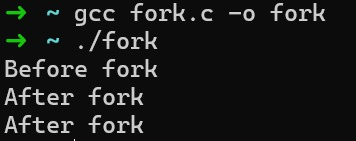 ➜ ~ gcc fork.c -o fork
➜ ~ ./fork
Before fork
After fork
After fork